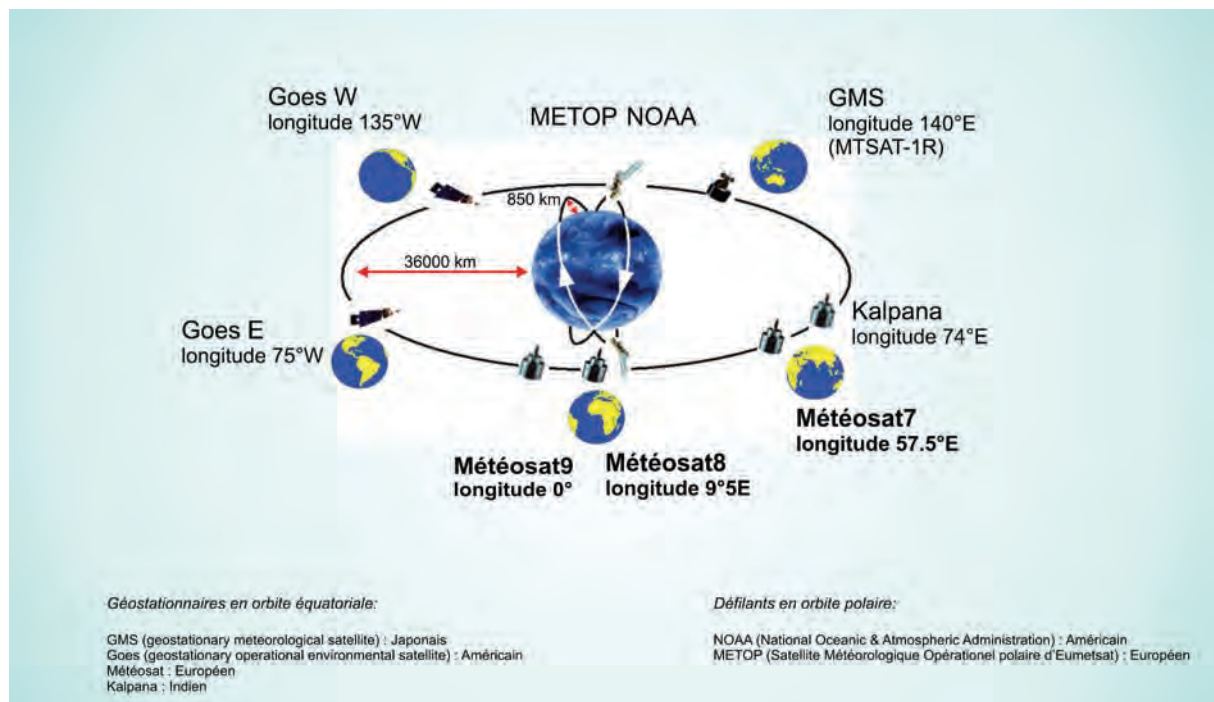 Goes W
longitude 135°W
METOP NOAA
GMS
longitude 140°E
(MTSAT-1R)
850 km
36000 km
Goes E
longitude 75°W
Kalpana
longitude 74°E
Météosat7
longitude 57.5°E
Météosat9
longitude 0°
Météosat8
longitude 9°5E
Géostationnaires en orbite équatoriale:
GMS (geostationary meteorological satellite) : Japonais
Goes (geostationary operational environmental satellite) : Américain
Météosat : Européen
Kalpana : Indien
Défilants en orbite polaire:
NOAA (National Oceanic & Atmospheric Administration) : Américain
METOP (Satellite Météorologique Opérationel polaire d'Eumetsat) : Européen